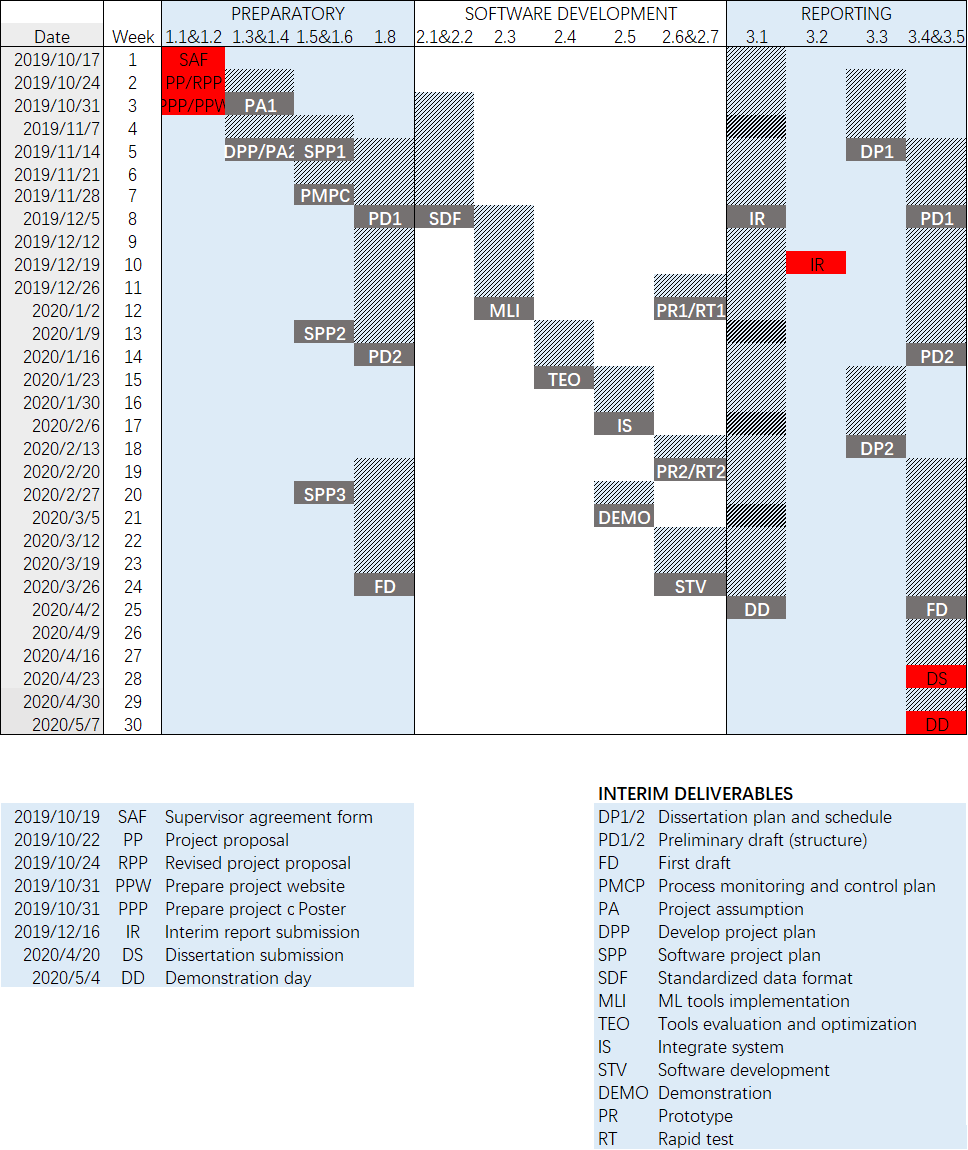 PREPARATORY SOFTWARE DEVELOPMENT REPORTING
Date Week 1.1&1.2 1.3&1.4 1.5&1.6 1.8 2.1&2.2 2.3 2.4 2.5 2.6&2.7 3.1 3.2 3.3 3.4&3.5
2019/10/17 1 SAF
2019/10/24 2 PP/RPP
2019/10/31 3 PPP/PPW PA1
2019/11/7 4
2019/11/14 5 DPP/PA2 SPP1 DP1
2019/11/21 6
2019/11/28 7 PMPC
2019/12/5 8 PD1 SDF IR PD1
2019/12/12 9
2019/12/19 10 IR
2019/12/26 11
2020/1/2 12 MLI PR1/RT1
2020/1/9 13 SPP2
2020/1/16 14 PD2 PD2
2020/1/23 15 TEO
2020/1/30 16
2020/2/6 17 IS
2020/2/13 18 DP2
2020/2/20 19 PR2/RT2
2020/2/27 20 SPP3
2020/3/5 21 DEMO
2020/3/12 22
2020/3/19 23
2020/3/26 24 FD STV
2020/4/2 25 DD FD
2020/4/9 26
2020/4/16 27
2020/4/23 28 DS
2020/4/30 29
2020/5/7 30 DD
2019/10/19 SAF Supervisor agreement form
2019/10/22 PP Project proposal
2019/10/24 RPP Revised project proposal
2019/10/31 PPW Prepare project website
2019/10/31 PPP Prepare project c Poster
2019/12/16 IR Interim report submission
2020/4/20 DS Dissertation submission
2020/5/4 DD Demonstration day
INTERIM DELIVERABLES
DP1/2 Dissertation plan and schedule
PD1/2 Preliminary draft (structure)
FD First draft
PMCP Process monitoring and control plan
PA Project assumption
DPP Develop project plan
SPP Software project plan
SDF Standardized data format
MLI ML tools implementation
TEO Tools evaluation and optimization
IS Integrate system
STV Software development
DEMO Demonstration
PR Prototype
RT Rapid test